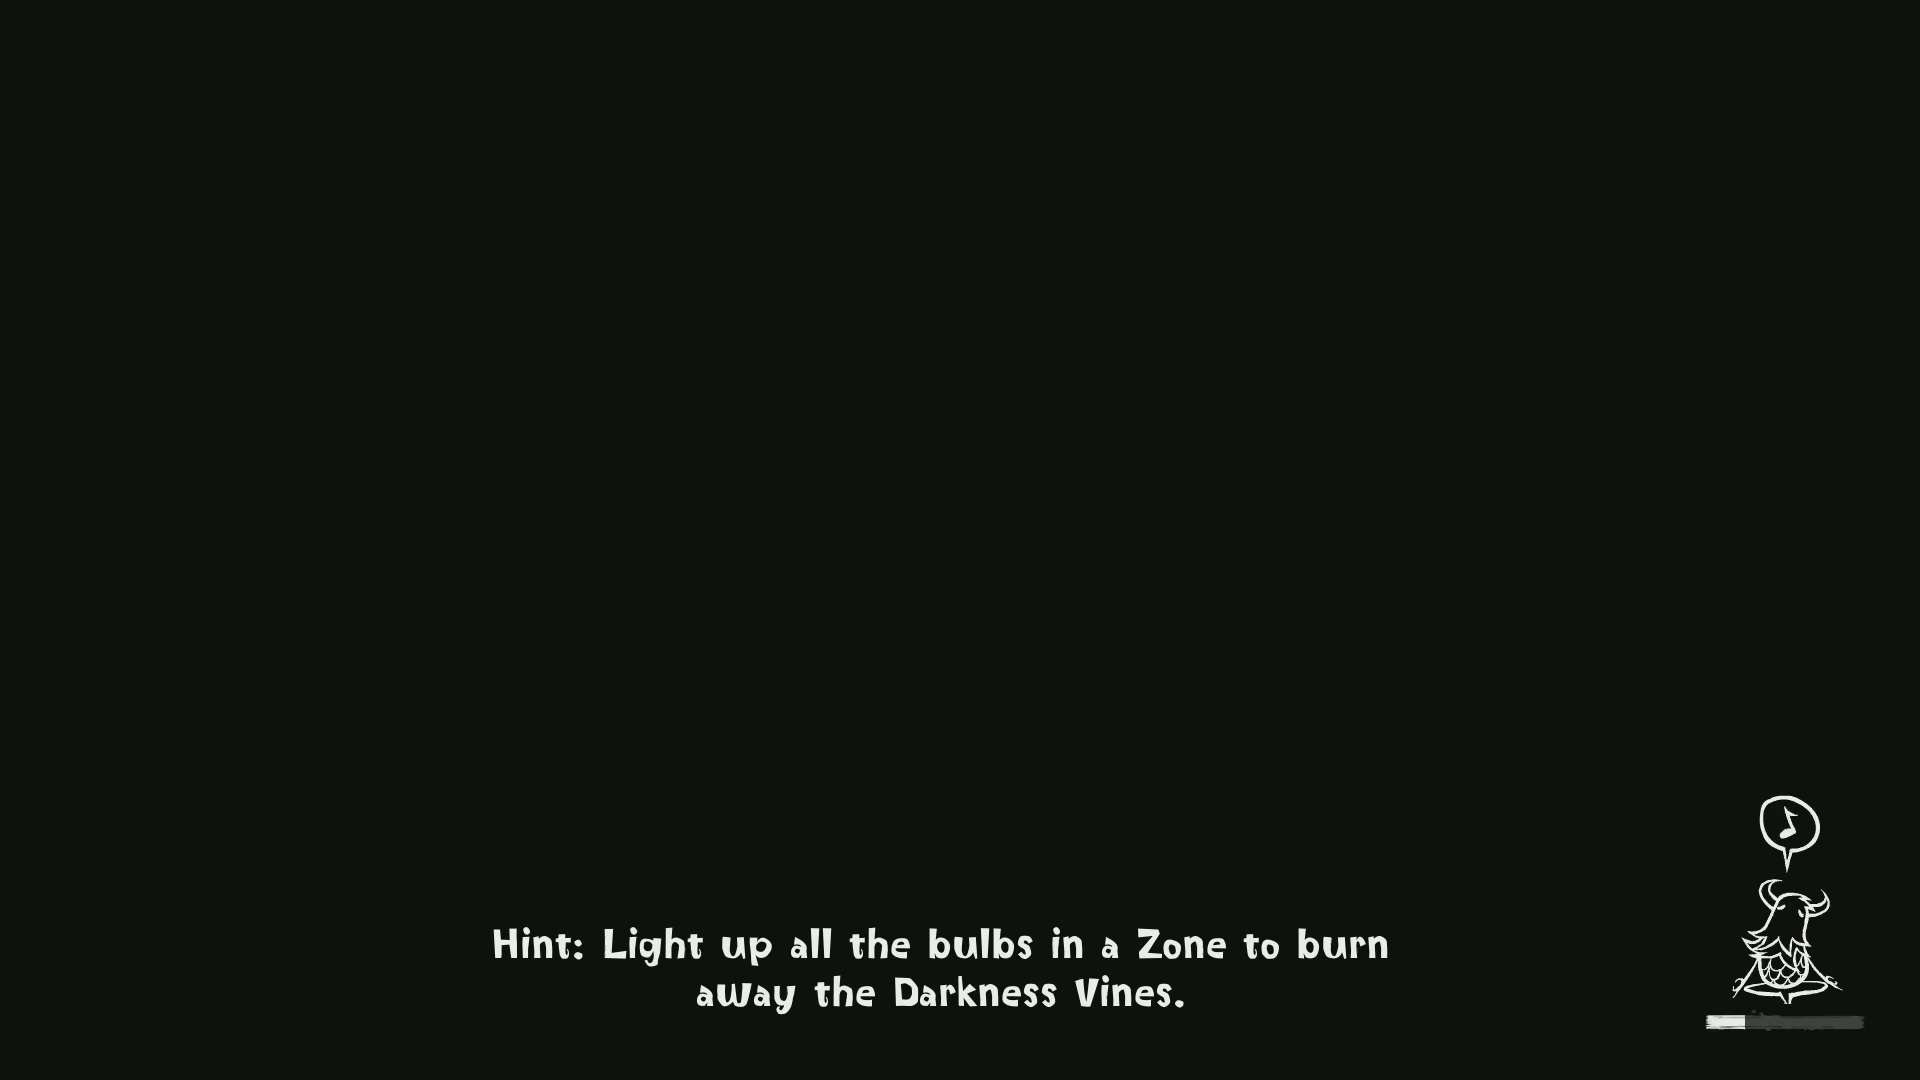 Hint: Light up all the bulbs in a Zone to burn
away the Darkness Vines.